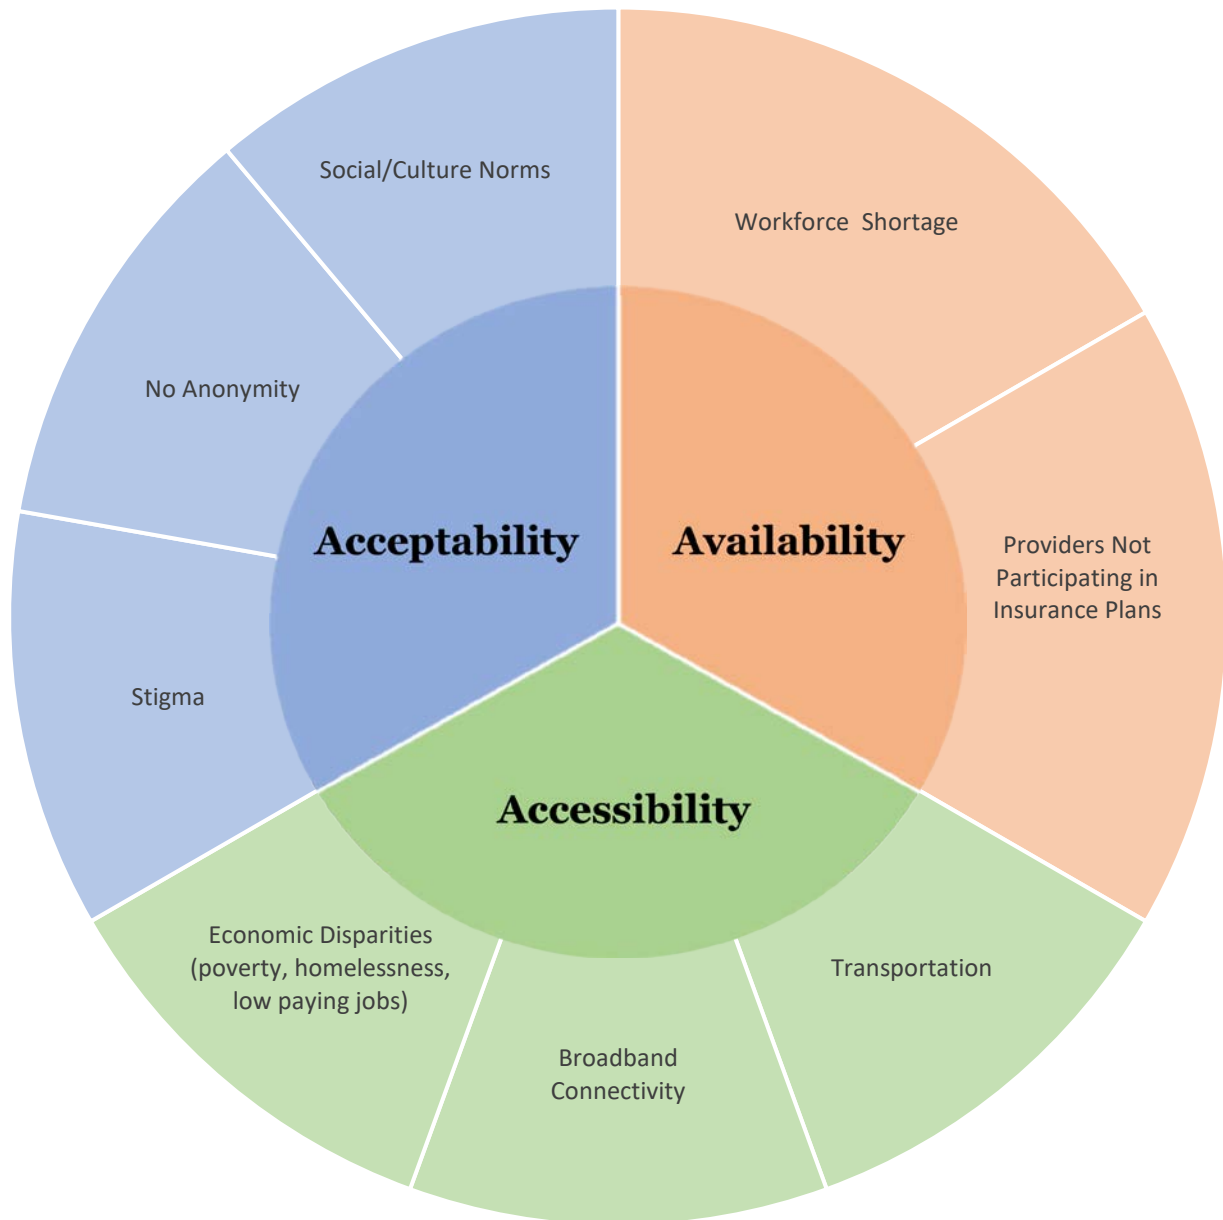 Social/Culture Norms
Workforce  Shortage
No Anonymity
Acceptability
Availability
Providers Not
Participating in
Insurance Plans
Stigma
Accessibility
Economic Disparities
(poverty, homelessness,
low paying jobs)
Transportation
Broadband
Connectivity